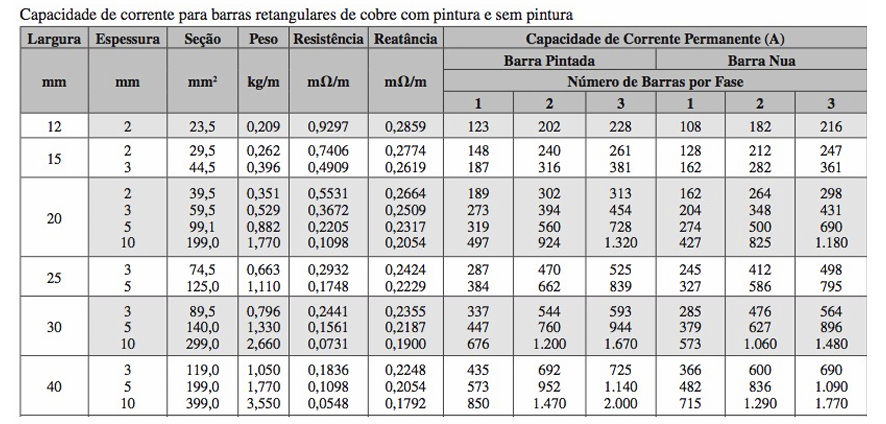 Capacidade de corrente para barras retangulares de cobre com pintura e sem pintura
Largura Espessura Seção Peso Resistência Reatância Capacidade de Corrente Permanente (A)
Barra Pintada Barra Nua
mm mm mm² kg/m mΩ/m mΩ/m Número de Barras por Fase
1 2 3 1 2 3
12 2 23,5 0,209 0,9297 0,2859 123 202 228 108 182 216
15 2 29,5 0,262 0,7406 0,2774 148 240 261 128 212 247
3 44,5 0,396 0,4909 0,2619 187 316 381 162 282 361
20 2 39,5 0,351 0,5531 0,2664 189 302 313 162 264 298
3 59,5 0,529 0,3672 0,2509 273 394 454 204 348 431
5 99,1 0,882 0,2205 0,2317 319 560 728 274 500 690
10 199,0 1,770 0,1098 0,2054 497 924 1.320 427 825 1.180
25 3 74,5 0,663 0,2932 0,2424 287 470 525 245 412 498
5 125,0 1,110 0,1748 0,2229 384 662 839 327 586 795
30 3 89,5 0,796 0,2441 0,2355 337 544 593 285 476 564
5 140,0 1,330 0,1561 0,2187 447 760 944 379 627 896
10 299,0 2,660 0,0731 0,1900 676 1.200 1.670 573 1.060 1.480
40 3 119,0 1,050 0,1836 0,2248 435 692 725 366 600 690
5 199,0 1,770 0,1098 0,2054 573 952 1.140 482 836 1.090
10 399,0 3,550 0,0548 0,1792 850 1.470 2.000 715 1.290 1.770